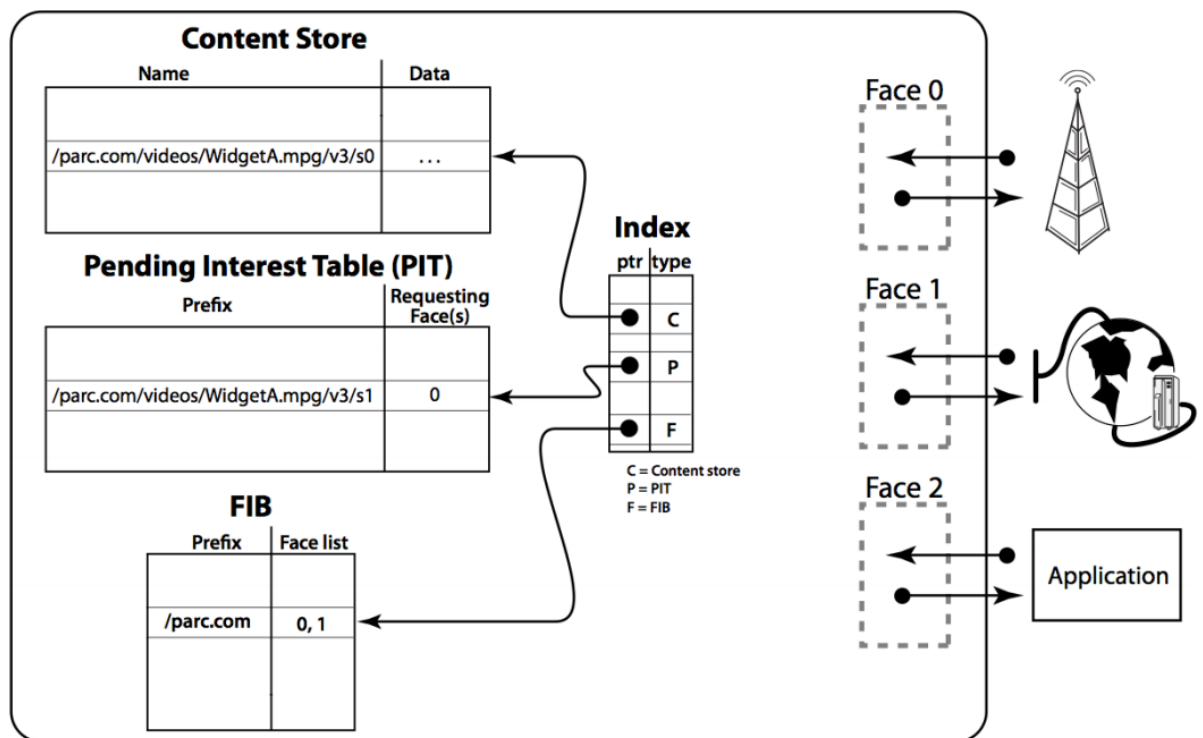 Content Store
Name Data
/parc.com/videos/WidgetA.mpg/v3/s0 ...
Pending Interest Table (PIT)
Prefix Requesting
Face(s)
/parc.com/videos/WidgetA.mpg/v3/s1 0
FIB
Prefix Face list
/parc.com 0, 1
Index
ptr type
C
P
F
C = Content store
P = PIT
F = FIB
Face 0
Face 1
Face 2
Application